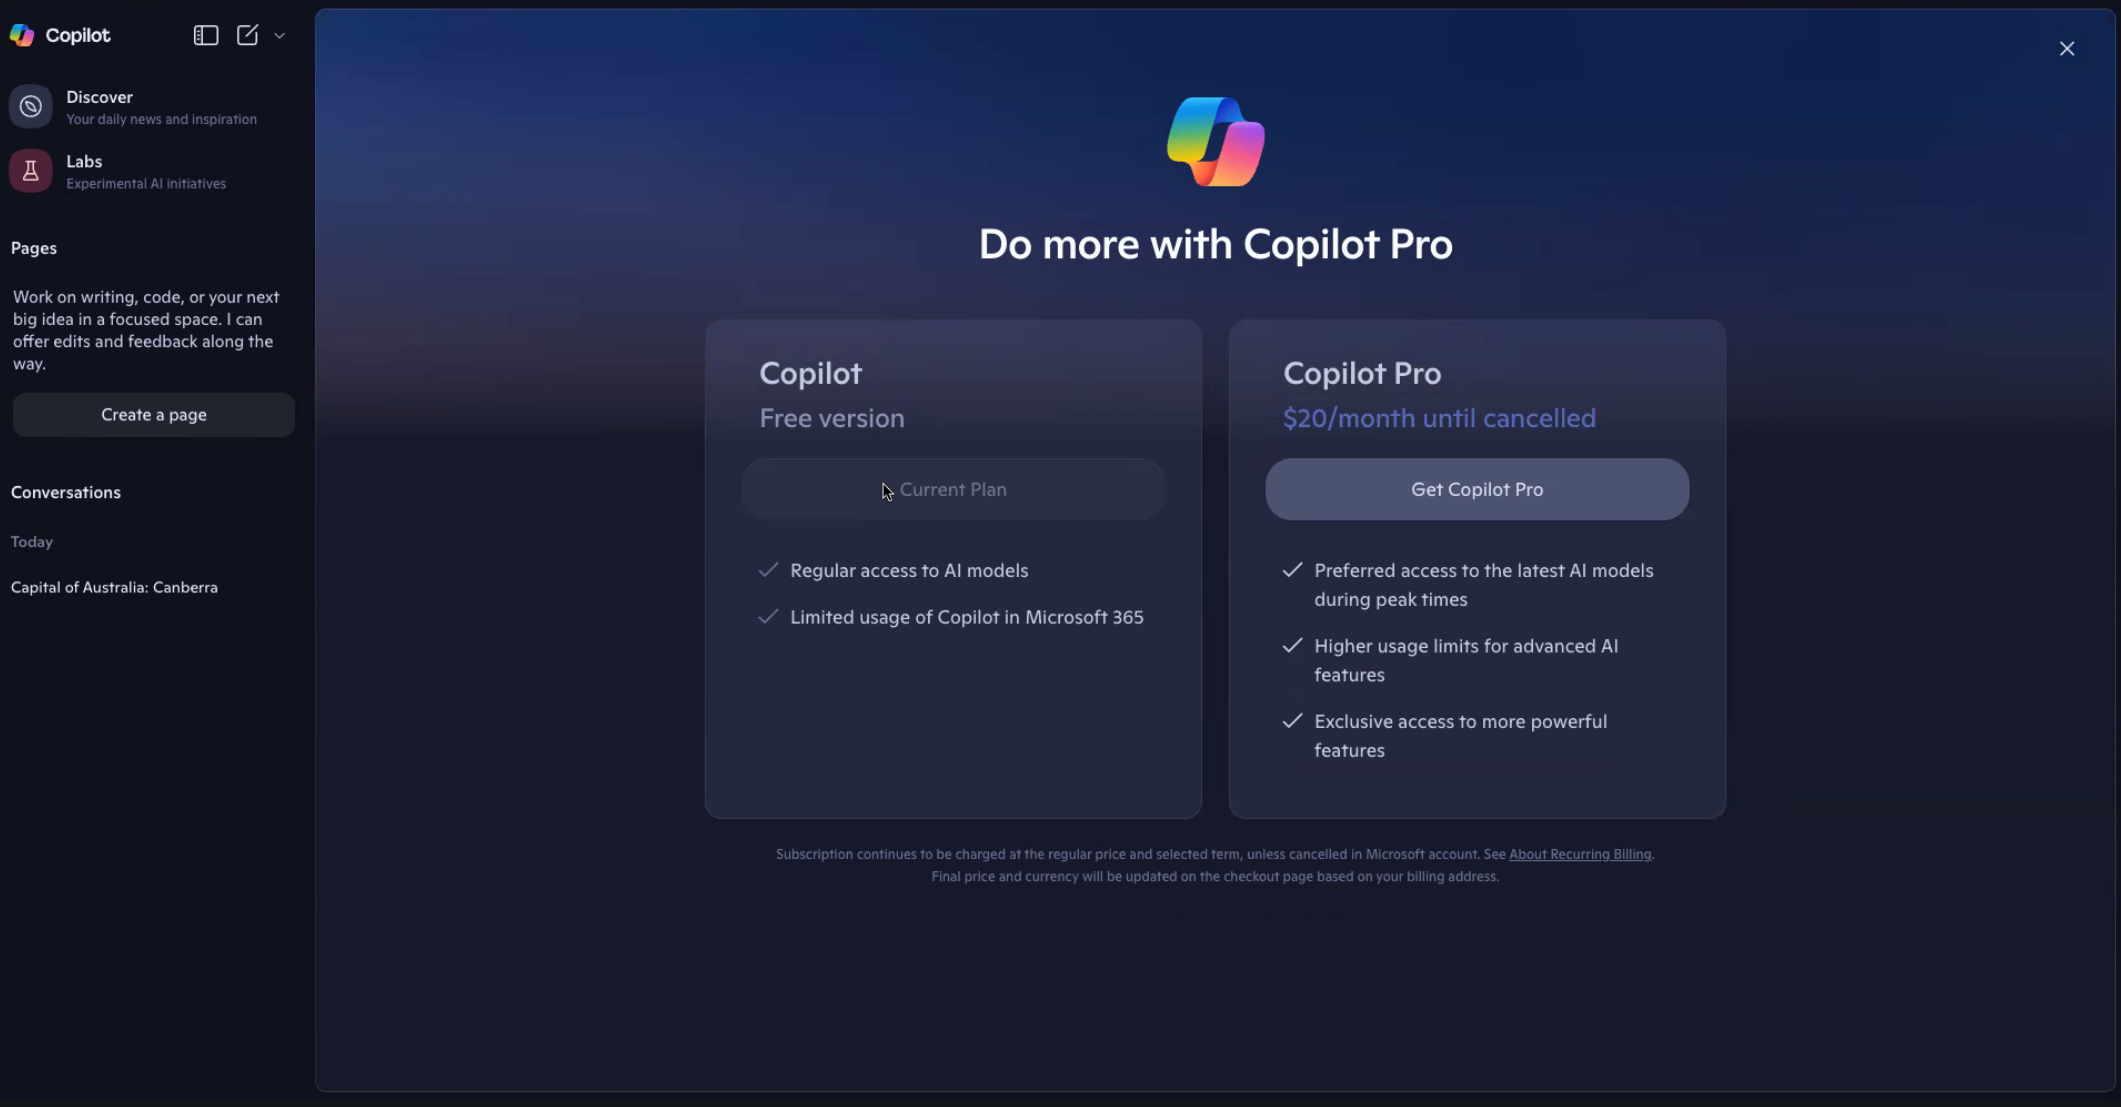 Copilot
Discover
Your daily news and inspiration
Labs
Experimental AI initiatives
Pages
Work on writing, code, or your next
big idea in a focused space. I can
offer edits and feedback along the
way.
Create a page
Conversations
Today
Capital of Australia: Canberra
Do more with Copilot Pro
Copilot
Free version
Current Plan
Regular access to AI models
Limited usage of Copilot in Microsoft 365
Copilot Pro
$20/month until cancelled
Get Copilot Pro
Preferred access to the latest AI models
during peak times
Higher usage limits for advanced AI
features
Exclusive access to more powerful
features
Subscription continues to be charged at the regular price and selected term, unless cancelled in Microsoft account. See About Recurring Billing.
Final price and currency will be updated on the checkout page based on your billing address.